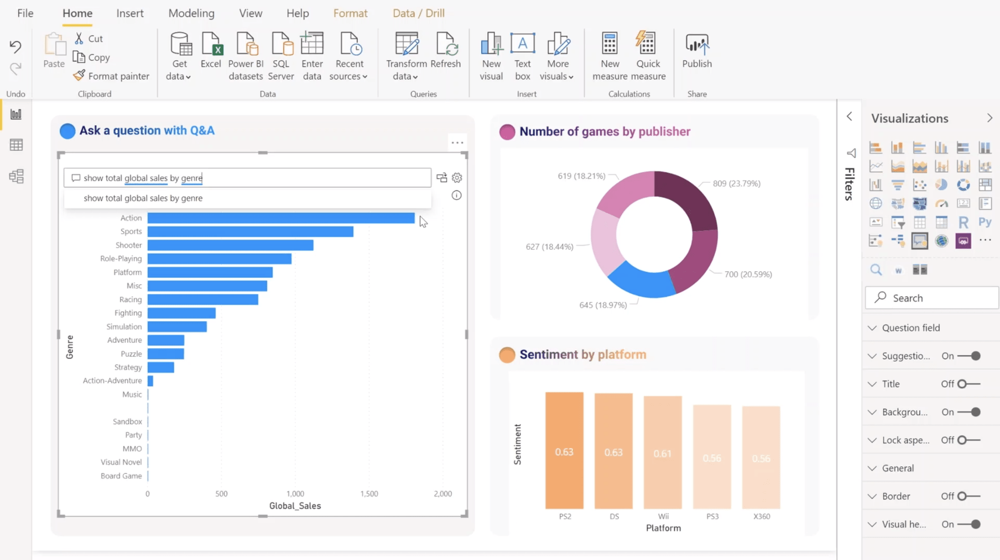 File Home Insert Modeling View Help Format Data / Drill
Paste
Cut
Copy
Format painter
Get data
Excel
Power BI datasets
SQL Server
Enter data
Recent sources
Transform data
Refresh
New visual
Text box
More visuals
New measure
Quick measure
Publish
Undo Clipboard Data Queries Insert Calculations Share
Ask a question with Q&A
show total global sales by genre
show total global sales by genre
Action
Sports
Shooter
Role-Playing
Platform
Misc
Racing
Fighting
Simulation
Adventure
Puzzle
Strategy
Action-Adventure
Music
Sandbox
Party
MMO
Visual Novel
Board Game
Genre
0 500 1,000 1,500 2,000
Global_Sales
Number of games by publisher
619 (18.21%)
809 (23.79%)
627 (18.44%)
700 (20.59%)
645 (18.97%)
Sentiment by platform
Sentiment
0.63 0.63 0.61 0.56 0.56
PS2 DS Wii PS3 X360
Platform
Filters
Visualizations
123
R Py
W
Search
Question field
Suggestio... On
Title Off
Backgrou... On
Lock aspe... Off
General
Border Off
Visual he... On